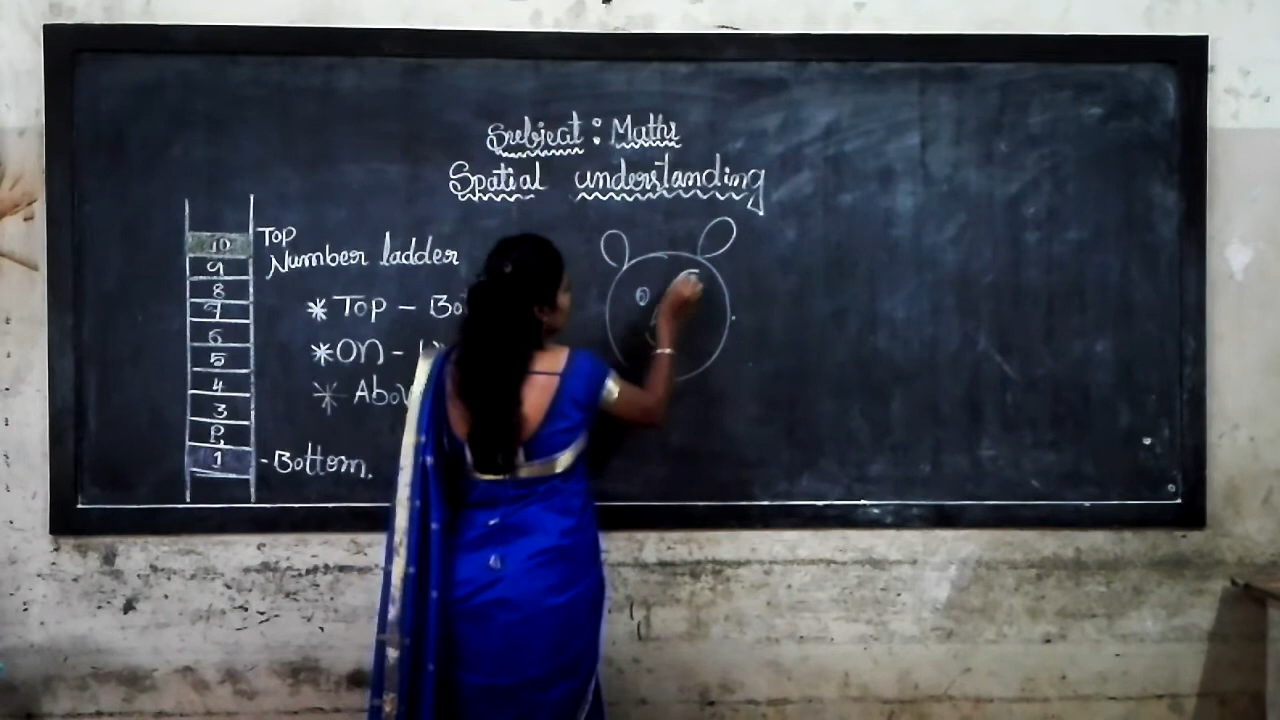 Subject : Maths
Spatial understanding
10 Top
9 Number ladder
8
7 * Top - Bo
6
5 * ON -
4 * Abov
3
2
1 - Bottom.